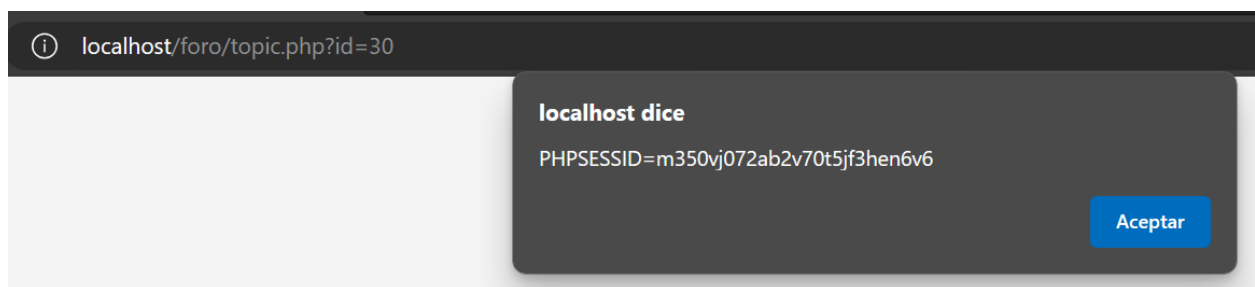 localhost/foro/topic.php?id=30
localhost dice
PHPSESSID=m350vj072ab2v70t5jf3hen6v6
Aceptar